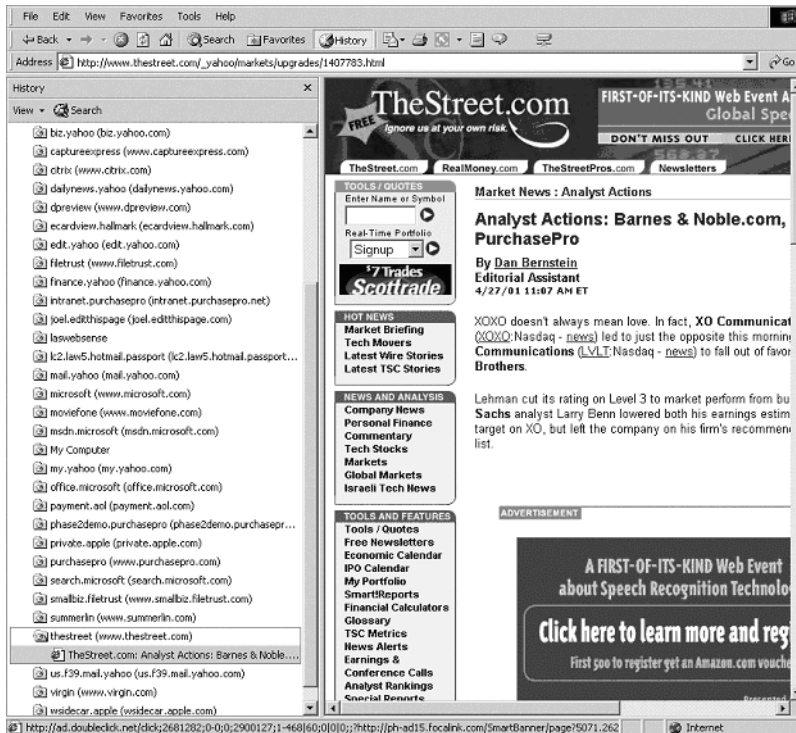 File Edit View Favorites Tools Help
Back Search Favorites History
Address http://www.thestreet.com/_yahoo/markets/upgrades/1407783.html Go
History
View Search
biz.yahoo (biz.yahoo.com)
captureexpress (www.captureexpress.com)
citrix (www.citrix.com)
dailynews.yahoo (dailynews.yahoo.com)
dpreview (www.dpreview.com)
ecardview.hallmark (ecardview.hallmark.com)
edit.yahoo (edit.yahoo.com)
filetrust (www.filetrust.com)
finance.yahoo (finance.yahoo.com)
intranet.purchasepro (intranet.purchasepro.net)
joel.editthispage (joel.editthispage.com)
laswebsense
lc2.law5.hotmail.passport (lc2.law5.hotmail.passport...
mail.yahoo (mail.yahoo.com)
microsoft (www.microsoft.com)
moviefone (www.moviefone.com)
msdn.microsoft (msdn.microsoft.com)
My Computer
my.yahoo (my.yahoo.com)
office.microsoft (office.microsoft.com)
payment.aol (payment.aol.com)
phase2demo.purchasepro (phase2demo.purchasepr...
private.apple (private.apple.com)
purchasepro (www.purchasepro.com)
search.microsoft (search.microsoft.com)
smallbiz.filetrust (www.smallbiz.filetrust.com)
summerlin (www.summerlin.com)
thestreet (www.thestreet.com)
TheStreet.com: Analyst Actions: Barnes & Noble....
us.f39.mail.yahoo (us.f39.mail.yahoo.com)
virgin (www.virgin.com)
wsidecar.apple (wsidecar.apple.com)
FREE
TheStreet.com
Ignore us at your own risk.
FIRST-OF-ITS-KIND Web Event A
Global Spe
DON'T MISS OUT CLICK HER
TheStreet.com RealMoney.com TheStreetPros.com Newsletters
TOOLS / QUOTES
Enter Name or Symbol
Real-Time Portfolio
Signup
$7 Trades
Scottrade
HOT NEWS
Market Briefing
Tech Movers
Latest Wire Stories
Latest TSC Stories
NEWS AND ANALYSIS
Company News
Personal Finance
Commentary
Tech Stocks
Markets
Global Markets
Israeli Tech News
TOOLS AND FEATURES
Tools / Quotes
Free Newsletters
Economic Calendar
IPO Calendar
My Portfolio
Smart!Reports
Financial Calculators
Glossary
TSC Metrics
News Alerts
Earnings &
Conference Calls
Analyst Rankings
Special Reports
Market News : Analyst Actions
Analyst Actions: Barnes & Noble.com,
PurchasePro
By Dan Bernstein
Editorial Assistant
4/27/01 11:07 AM ET
XOXO doesn't always mean love. In fact, XO Communicat
(XOXO:Nasdaq - news) led to just the opposite this morning
Communications (LVLT:Nasdaq - news) to fall out of favor
Brothers.
Lehman cut its rating on Level 3 to market perform from bu
Sachs analyst Larry Benn lowered both his earnings estim
target on XO, but left the company on his firm's recommend
list.
ADVERTISEMENT
A FIRST-OF-ITS-KIND Web Event
about Speech Recognition Technolo
Click here to learn more and reg
First 500 to register get an Amazon.com vouche
Presented
http://ad.doubleclick.net/click;2681282;0-0;0;2900127;1-468|60;0|0|0;;?http://ph-ad15.focalink.com/SmartBanner/page?5071.262 Internet